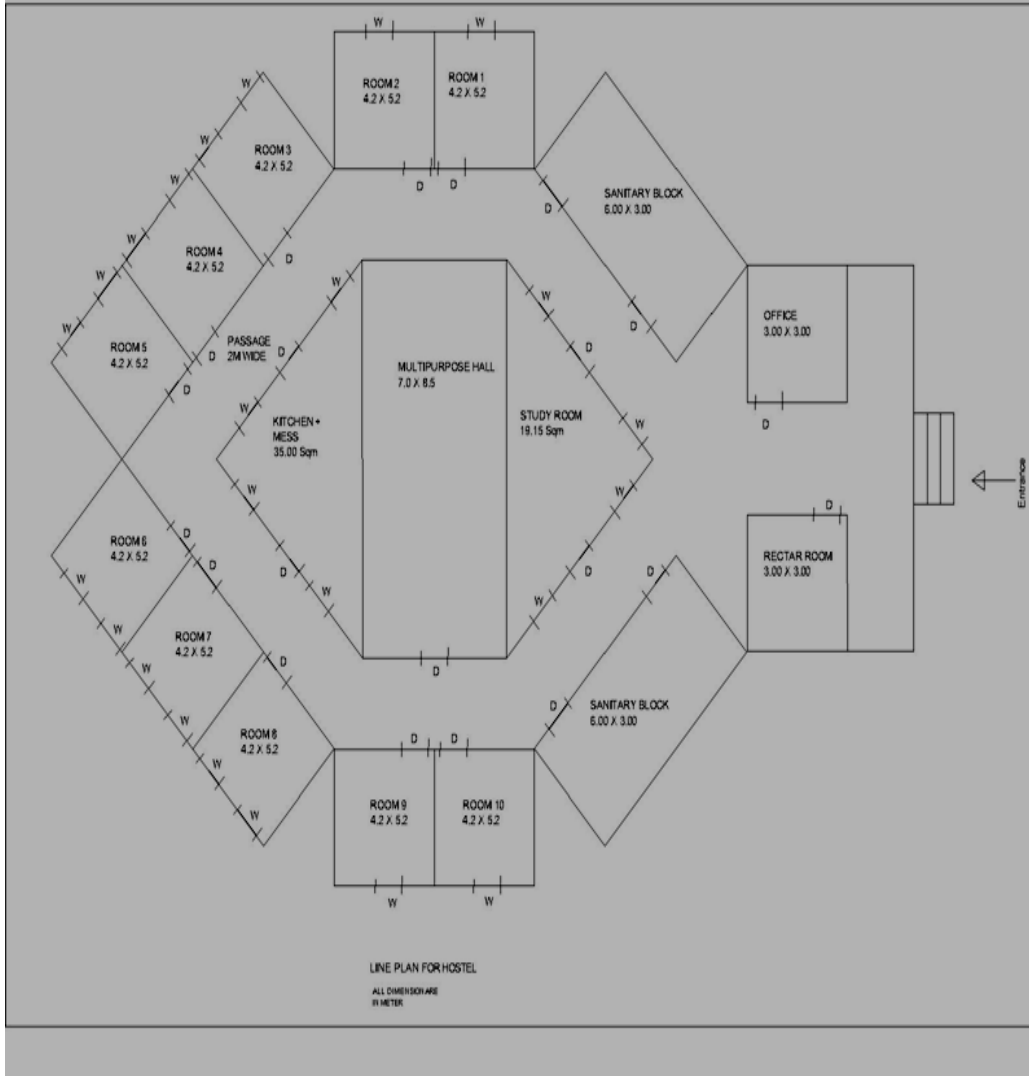 W
W
ROOM 2
4.2 X 5.2
ROOM 1
4.2 X 5.2
D
D
W
W
W
W
W
W
ROOM 3
4.2 X 5.2
D
ROOM 4
4.2 X 5.2
D
ROOM 5
4.2 X 5.2
D
PASSAGE
2M WIDE
SANITARY BLOCK
6.00 X 3.00
D
D
OFFICE
3.00 X 3.00
D
W
D
W
KITCHEN +
MESS
35.00 Sqm
W
D
W
MULTIPURPOSE HALL
7.0 X 8.5
D
W
D
W
STUDY ROOM
19.15 Sqm
W
D
W
Entrance
D
RECTAR ROOM
3.00 X 3.00
ROOM 6
4.2 X 5.2
D
W
W
ROOM 7
4.2 X 5.2
D
W
W
ROOM 8
4.2 X 5.2
D
W
W
D
D
SANITARY BLOCK
6.00 X 3.00
D
D
ROOM 9
4.2 X 5.2
ROOM 10
4.2 X 5.2
W
W
LINE PLAN FOR HOSTEL
ALL DIMENSION ARE
IN METER